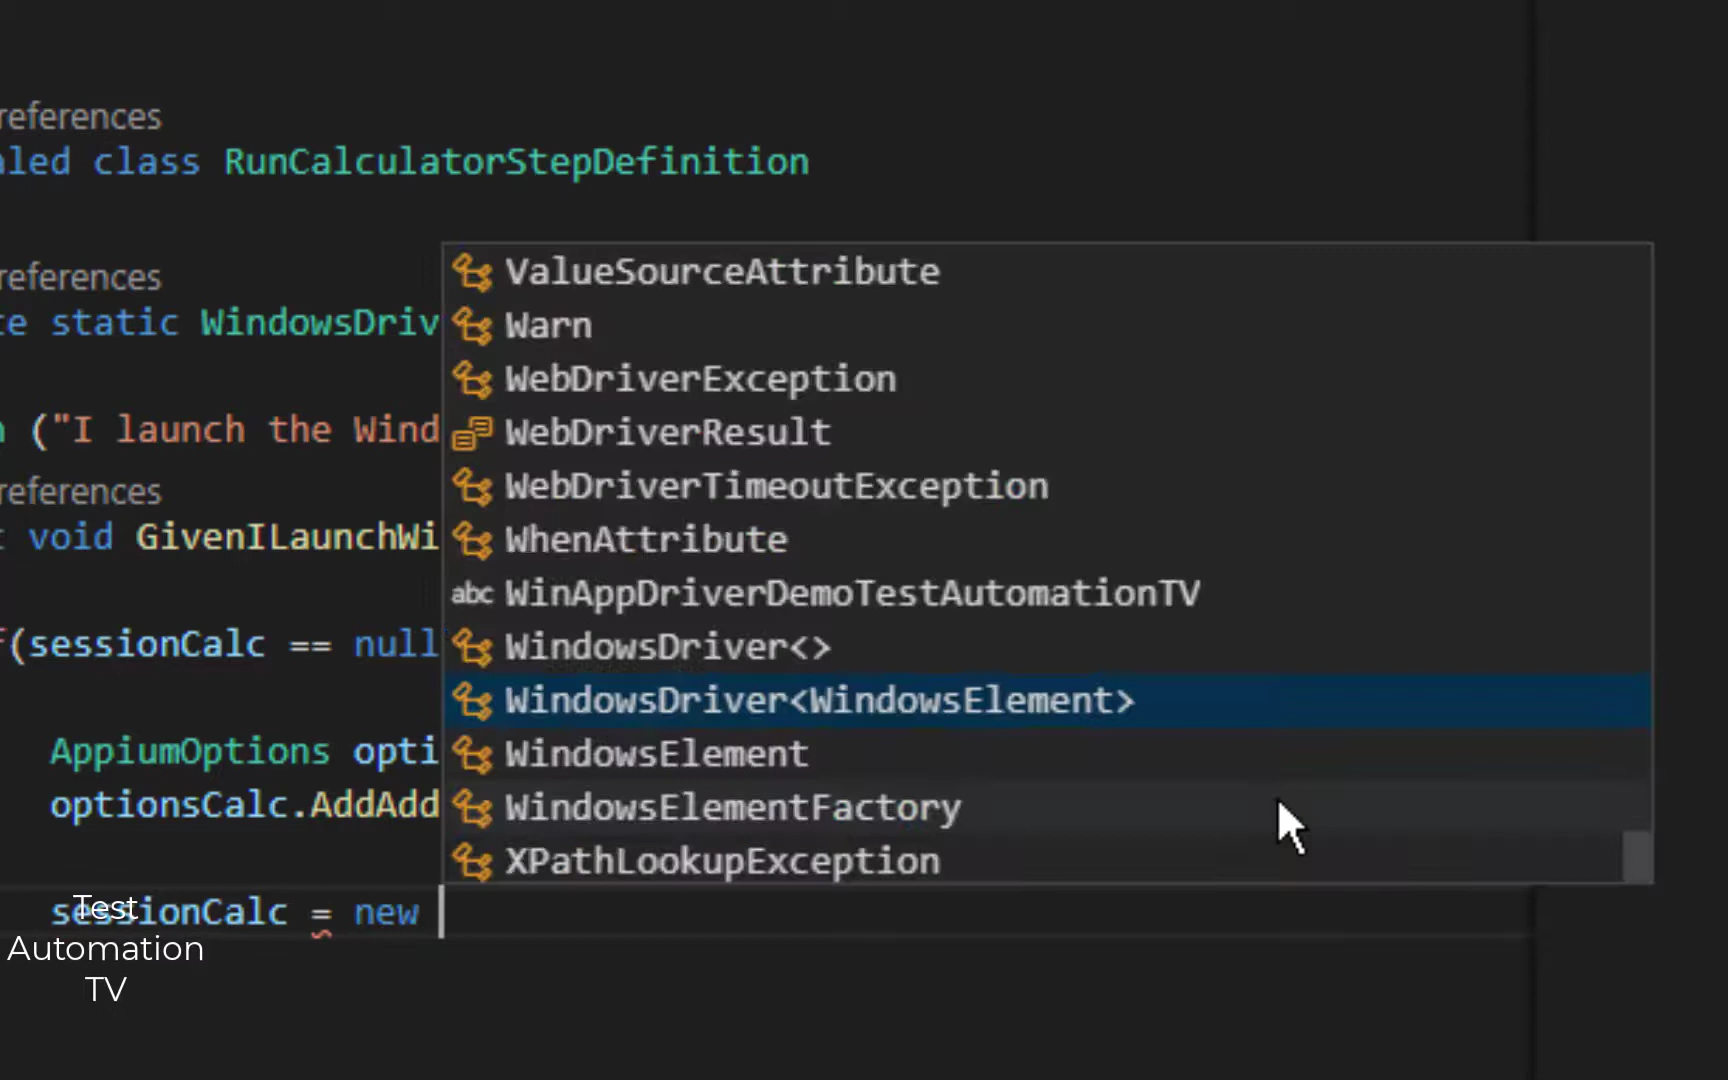 references
aled class RunCalculatorStepDefinition
references
te static WindowsDriv
n ("I launch the Wind
references
t void GivenILaunchWi
f(sessionCalc == null
AppiumOptions opti
optionsCalc.AddAdd
sessionCalc = new
ValueSourceAttribute
Warn
WebDriverException
WebDriverResult
WebDriverTimeoutException
WhenAttribute
abc WinAppDriverDemoTestAutomationTV
WindowsDriver<>
WindowsDriver<WindowsElement>
WindowsElement
WindowsElementFactory
XPathLookupException
Test
Automation
TV